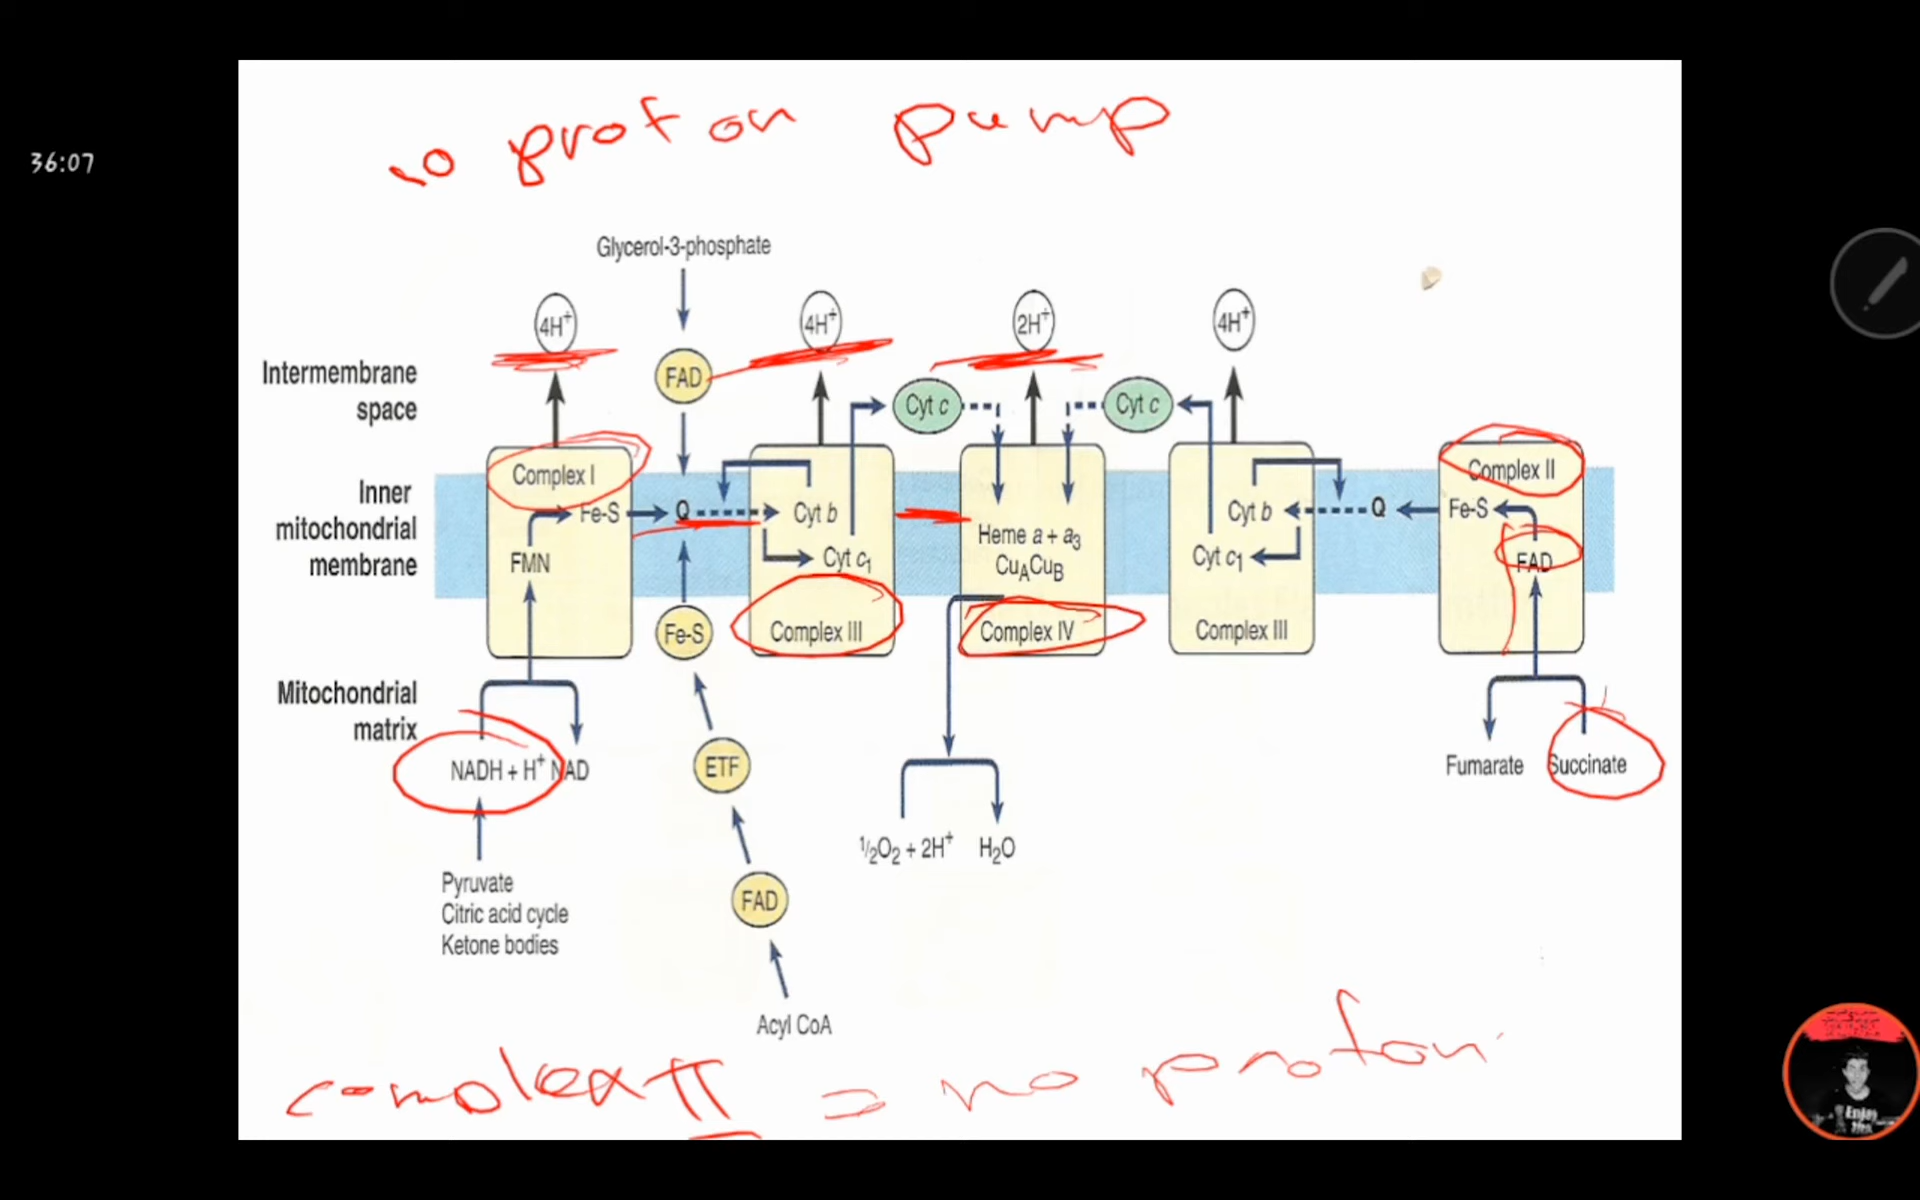 10 proton pump
36:07
Glycerol-3-phosphate
4H+
4H+
2H+
4H+
FAD
Intermembrane
space
Cyt c
Cyt c
Complex I
Complex II
Inner
mitochondrial
membrane
Fe-S
Q
Cyt b
Cyt b
Q
Fe-S
FMN
Cyt c1
Heme a + a3
CuACuB
Cyt c1
FAD
Fe-S
Complex III
Complex IV
Complex III
Mitochondrial
matrix
NADH + H+ NAD
ETF
Fumarate
Succinate
1/2O2 + 2H+
H2O
Pyruvate
Citric acid cycle
Ketone bodies
FAD
Acyl CoA
complex II = no proton
Enjoy